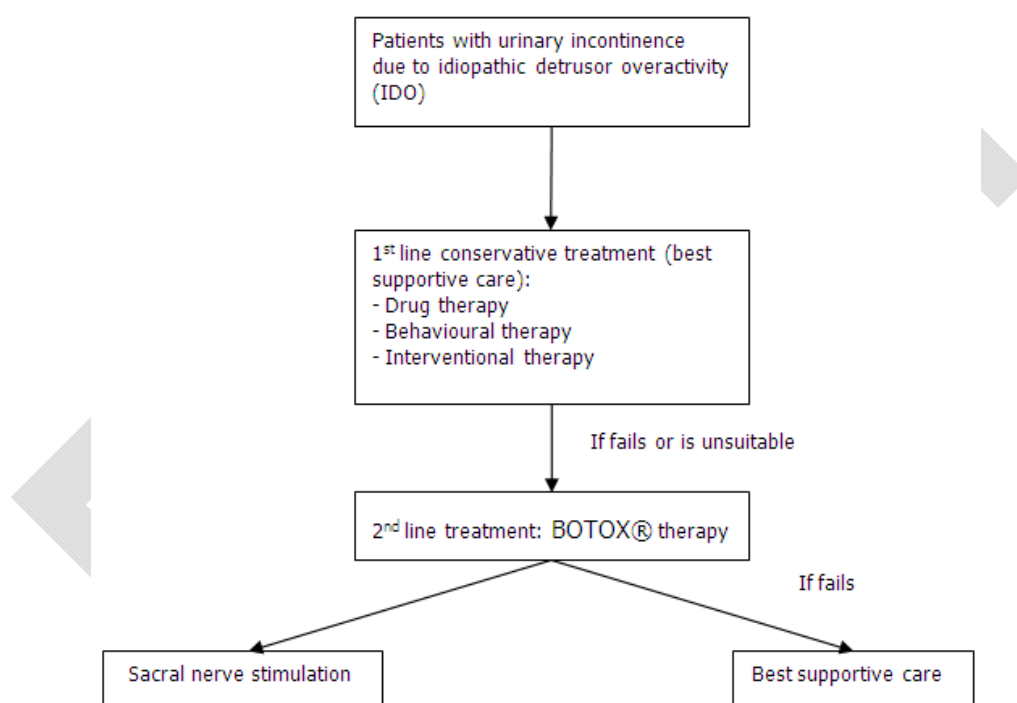 Patients with urinary incontinence
due to idiopathic detrusor overactivity
(IDO)
1st line conservative treatment (best
supportive care):
- Drug therapy
- Behavioural therapy
- Interventional therapy
If fails or is unsuitable
2nd line treatment: BOTOX® therapy
If fails
Sacral nerve stimulation
Best supportive care